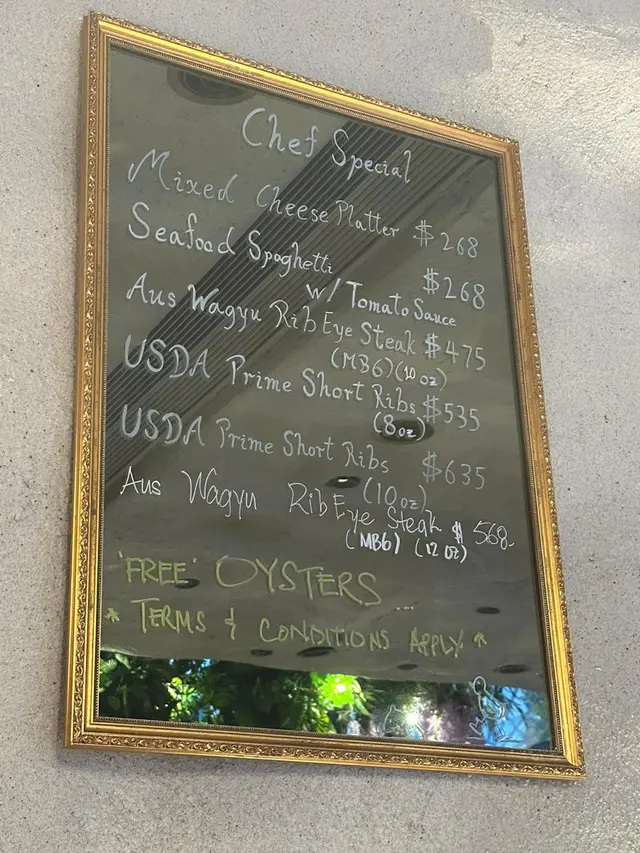 Chef Special
Mixed Cheese Platter $268
Seafood Spaghetti $268
w/ Tomato Sauce
Aus Wagyu Rib Eye Steak $475
(MB6)(10 oz)
USDA Prime Short Ribs $535
(8oz)
USDA Prime Short Ribs $635
(10oz)
Aus Wagyu Rib Eye Steak $568-
(MB6) (12 oz)
'FREE' OYSTERS ...
* TERMS & CONDITIONS APPLY *